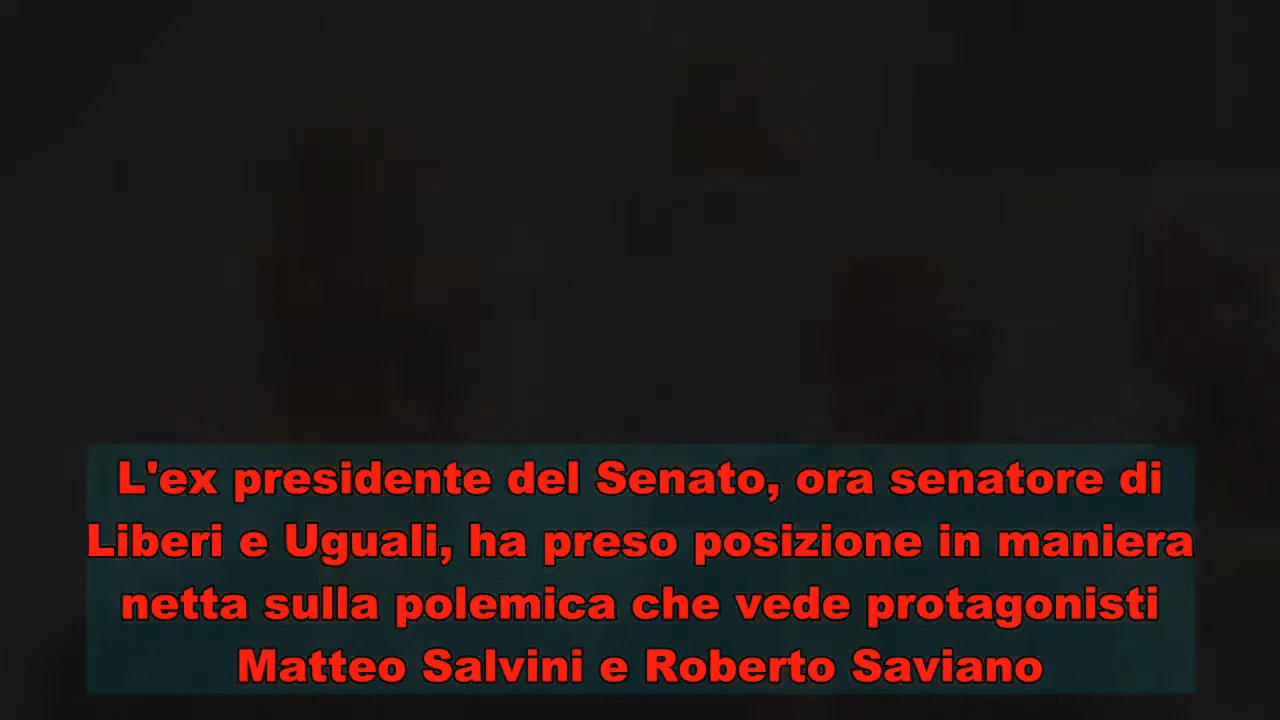 L'ex presidente del Senato, ora senatore di
Liberi e Uguali, ha preso posizione in maniera
netta sulla polemica che vede protagonisti
Matteo Salvini e Roberto Saviano